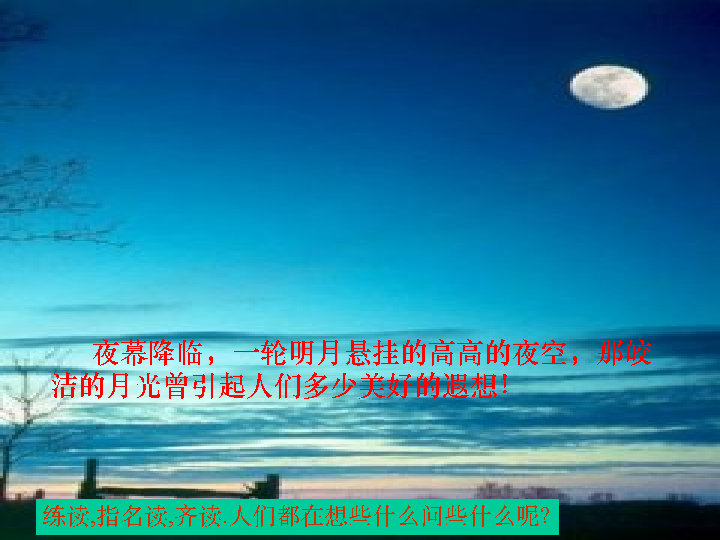 夜幕降临，一轮明月悬挂的高高的夜空，那皎
洁的月光曾引起人们多少美好的遐想！
练读,指名读,齐读.人们都在想些什么问些什么呢?